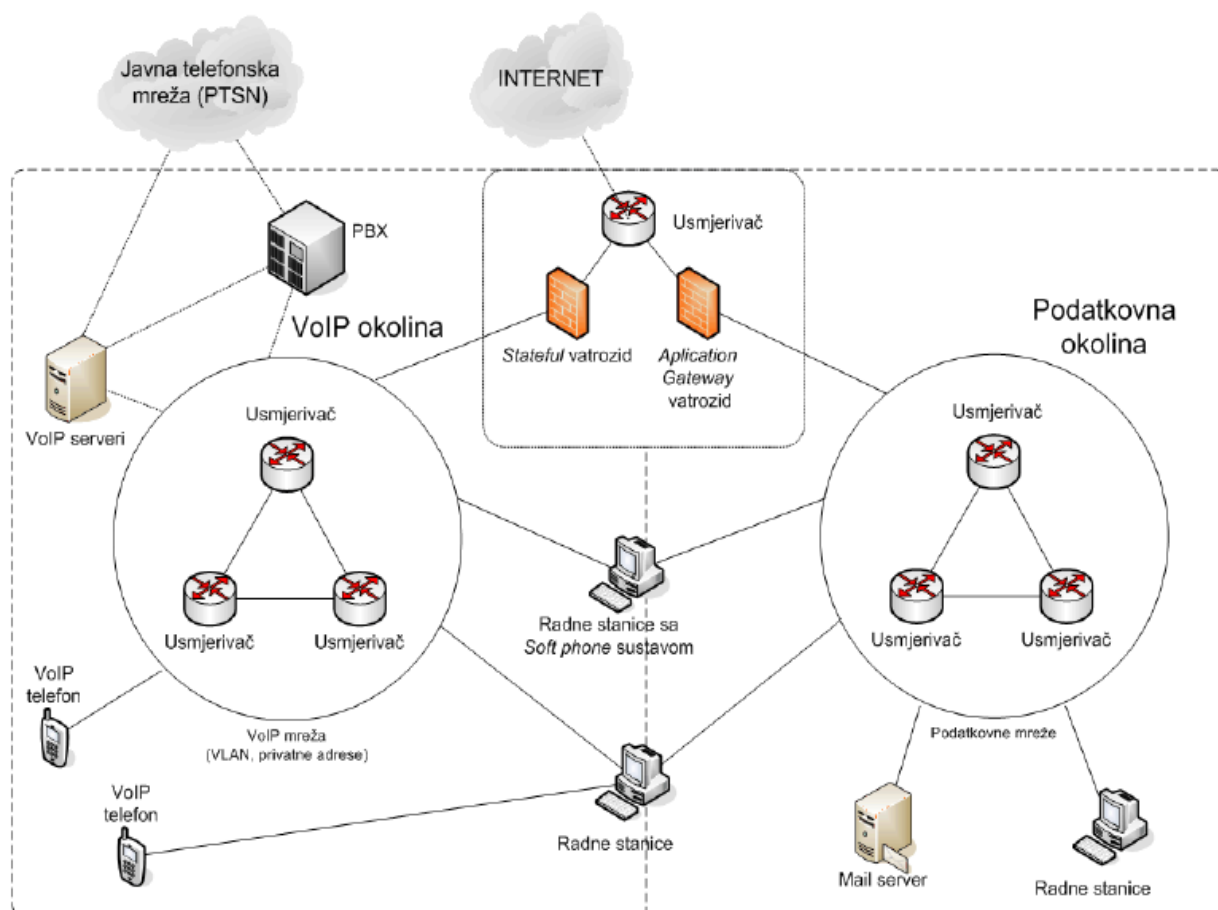 Javna telefonska
mreža (PTSN)
INTERNET
PBX
Usmjerivač
VoIP okolina
Podatkovna
okolina
Stateful vatrozid
Aplication
Gateway
vatrozid
VoIP serveri
Usmjerivač
Usmjerivač
Usmjerivač
Usmjerivač
Usmjerivač
Usmjerivač
Radne stanice sa
Soft phone sustavom
VoIP
telefon
VoIP mreža
(VLAN, privatne adrese)
Podatkovne mreže
VoIP
telefon
Radne stanice
Mail server
Radne stanice